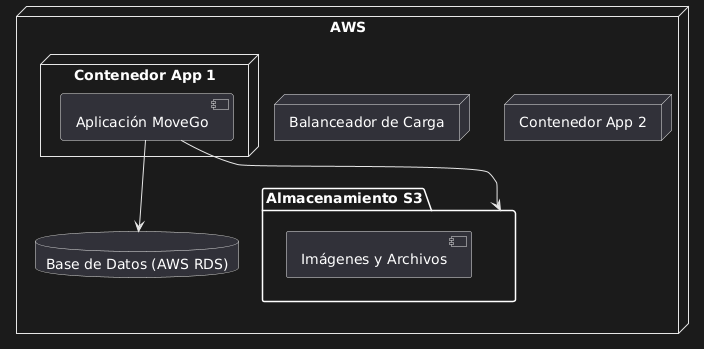 AWS
Contenedor App 1
Aplicación MoveGo
Balanceador de Carga
Contenedor App 2
Almacenamiento S3
Imágenes y Archivos
Base de Datos (AWS RDS)